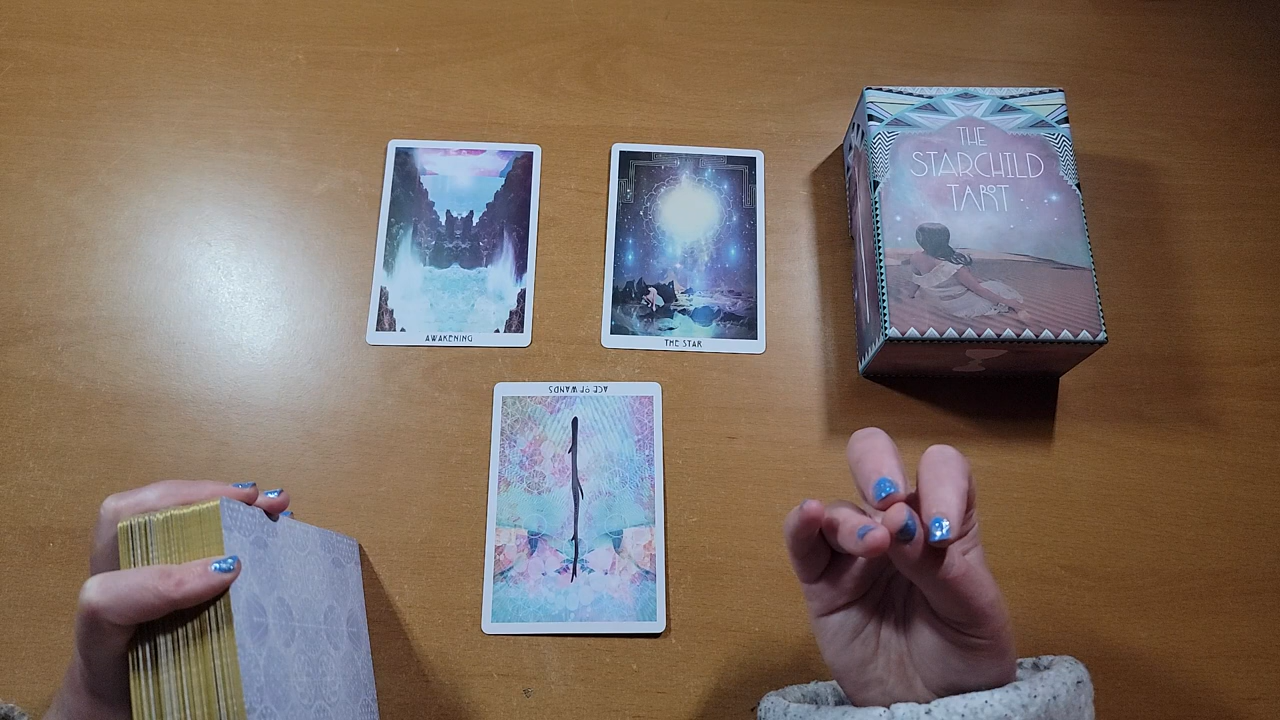 THE
STARCHILD
TAROT
AWAKENING
THE STAR
ACE OF WANDS